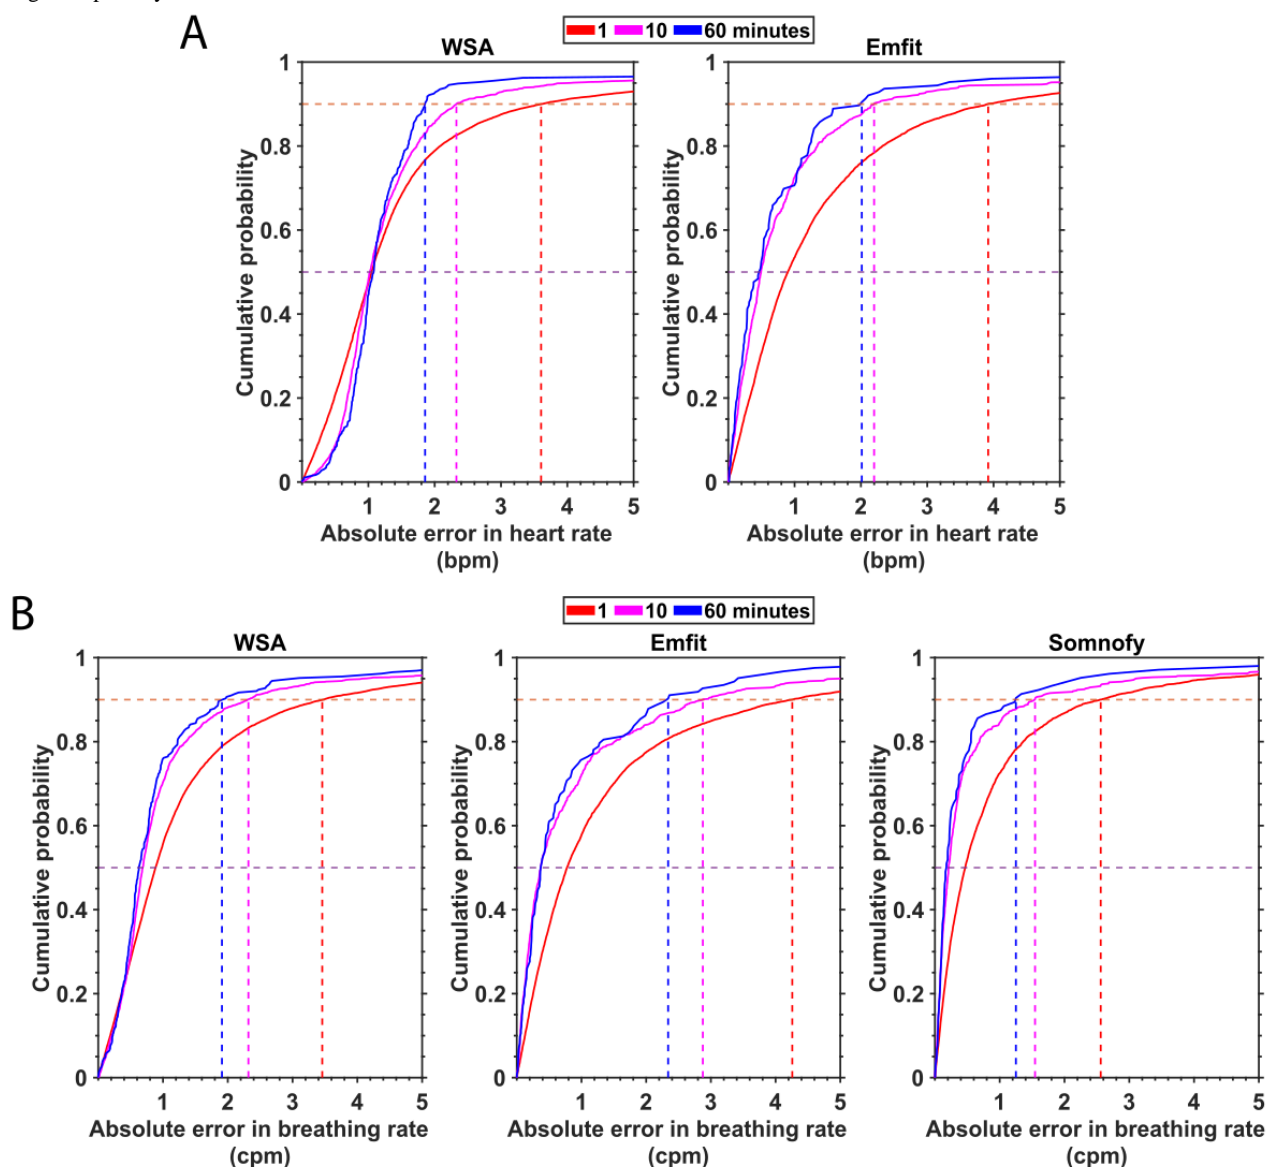 A
1 10 60 minutes
WSA
Emfit
Cumulative probability
1
0.8
0.6
0.4
0.2
0
1 2 3 4 5
Absolute error in heart rate
(bpm)
Cumulative probability
1
0.8
0.6
0.4
0.2
0
1 2 3 4 5
Absolute error in heart rate
(bpm)
B
1 10 60 minutes
WSA
Emfit
Somnofy
Cumulative probability
1
0.8
0.6
0.4
0.2
0
1 2 3 4 5
Absolute error in breathing rate
(cpm)
Cumulative probability
1
0.8
0.6
0.4
0.2
0
1 2 3 4 5
Absolute error in breathing rate
(cpm)
Cumulative probability
1
0.8
0.6
0.4
0.2
0
1 2 3 4 5
Absolute error in breathing rate
(cpm)